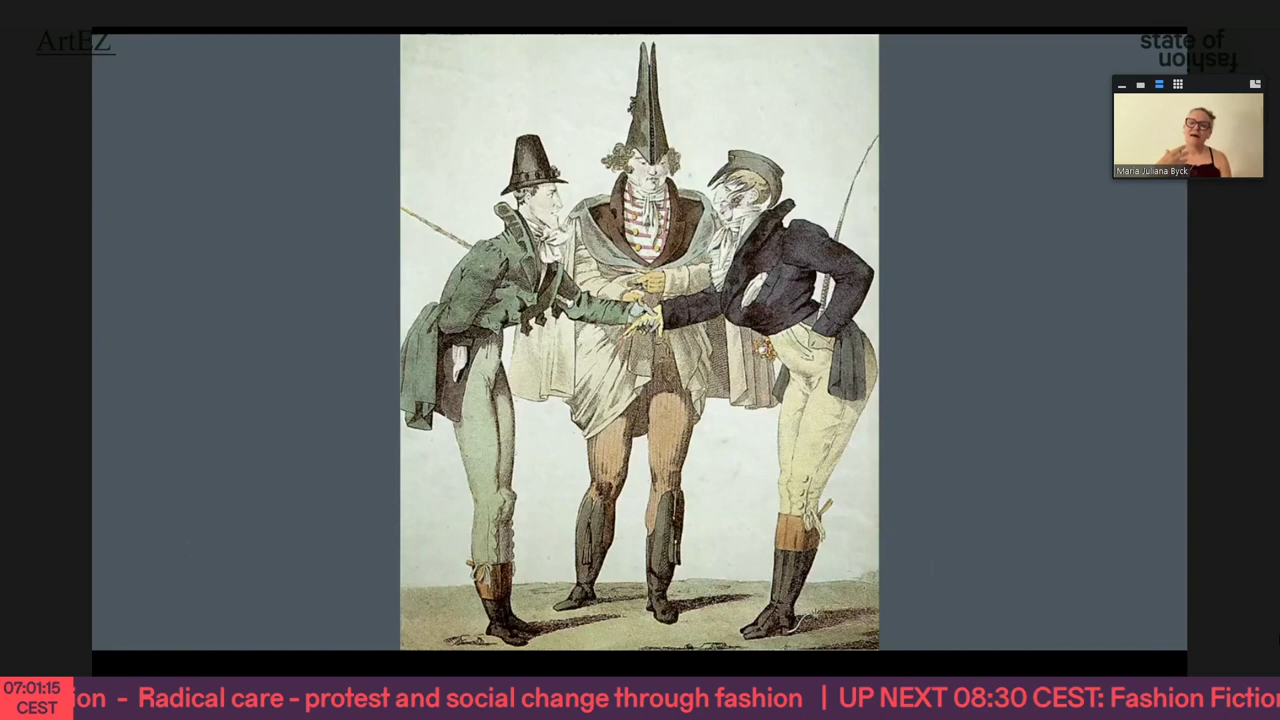 ArtEZ
state of
fashion
Maria Juliana Byck
07:01:15
CEST
ion - Radical care - protest and social change through fashion | UP NEXT 08:30 CEST: Fashion Fictio